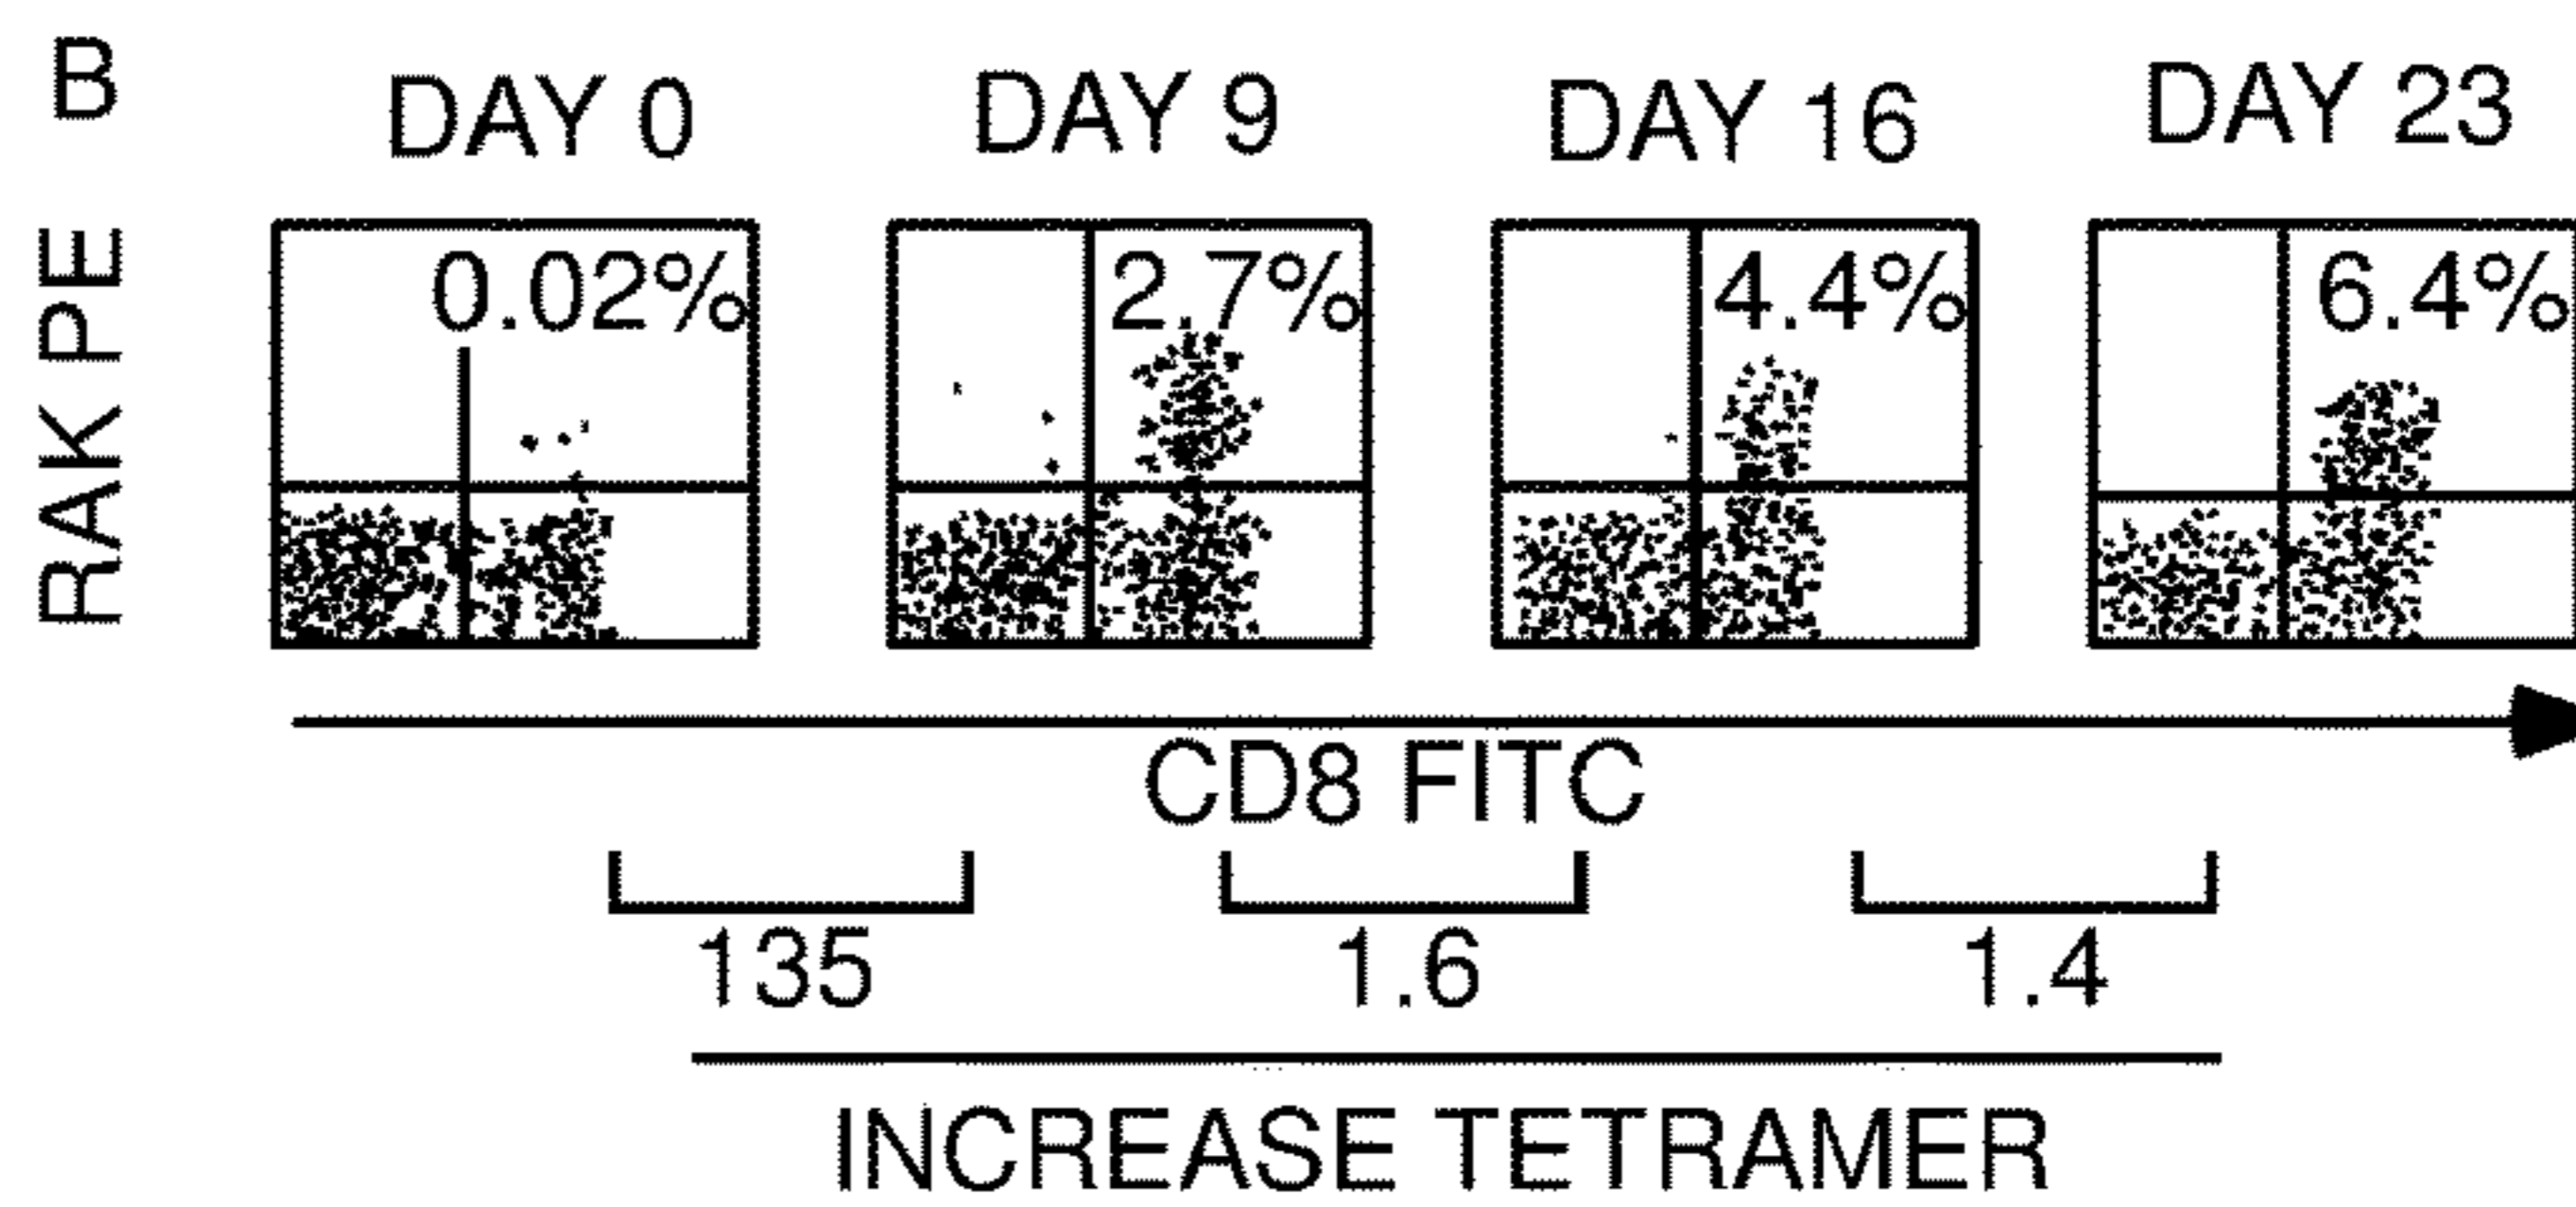 B
DAY 0 DAY 9 DAY 16 DAY 23
RAK PE
0.02% 2.7% 4.4% 6.4%
CD8 FITC
135 1.6 1.4
INCREASE TETRAMER